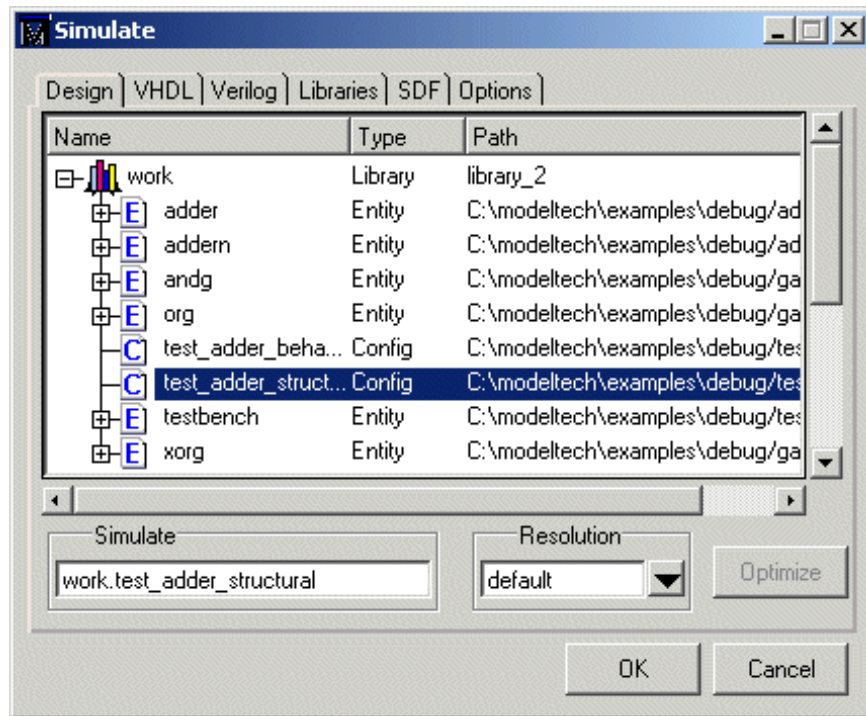 Simulate
Design VHDL Verilog Libraries SDF Options
Name Type Path
work Library library_2
E adder Entity C:\modeltech\examples\debug/ad
E addern Entity C:\modeltech\examples\debug/ad
E andg Entity C:\modeltech\examples\debug/ga
E org Entity C:\modeltech\examples\debug/ga
C test_adder_beha... Config C:\modeltech\examples\debug/tes
C test_adder_struct... Config C:\modeltech\examples\debug/tes
E testbench Entity C:\modeltech\examples\debug/tes
E xorg Entity C:\modeltech\examples\debug/ga
Simulate Resolution
work.test_adder_structural default Optimize
OK Cancel